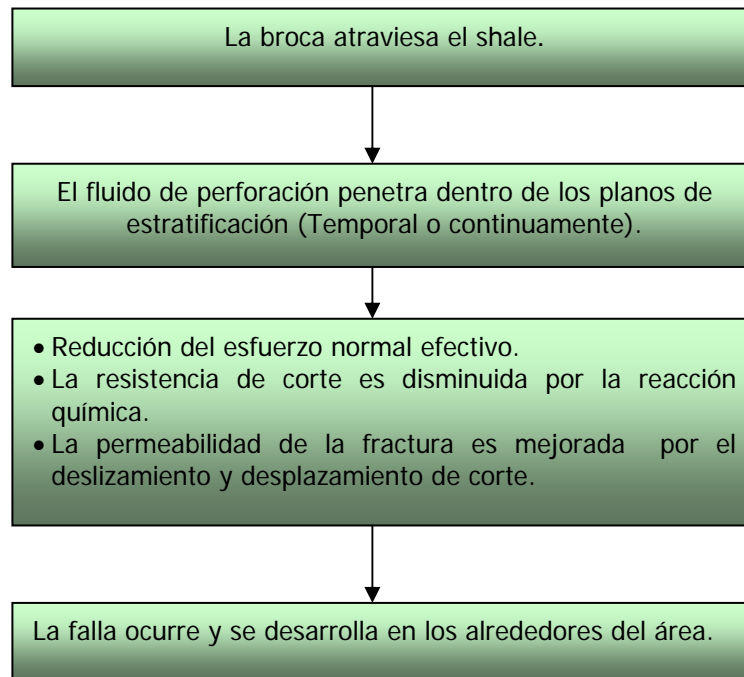 La broca atraviesa el shale.
El fluido de perforación penetra dentro de los planos de
estratificación (Temporal o continuamente).
• Reducción del esfuerzo normal efectivo.
• La resistencia de corte es disminuida por la reacción
química.
• La permeabilidad de la fractura es mejorada por el
deslizamiento y desplazamiento de corte.
La falla ocurre y se desarrolla en los alrededores del área.